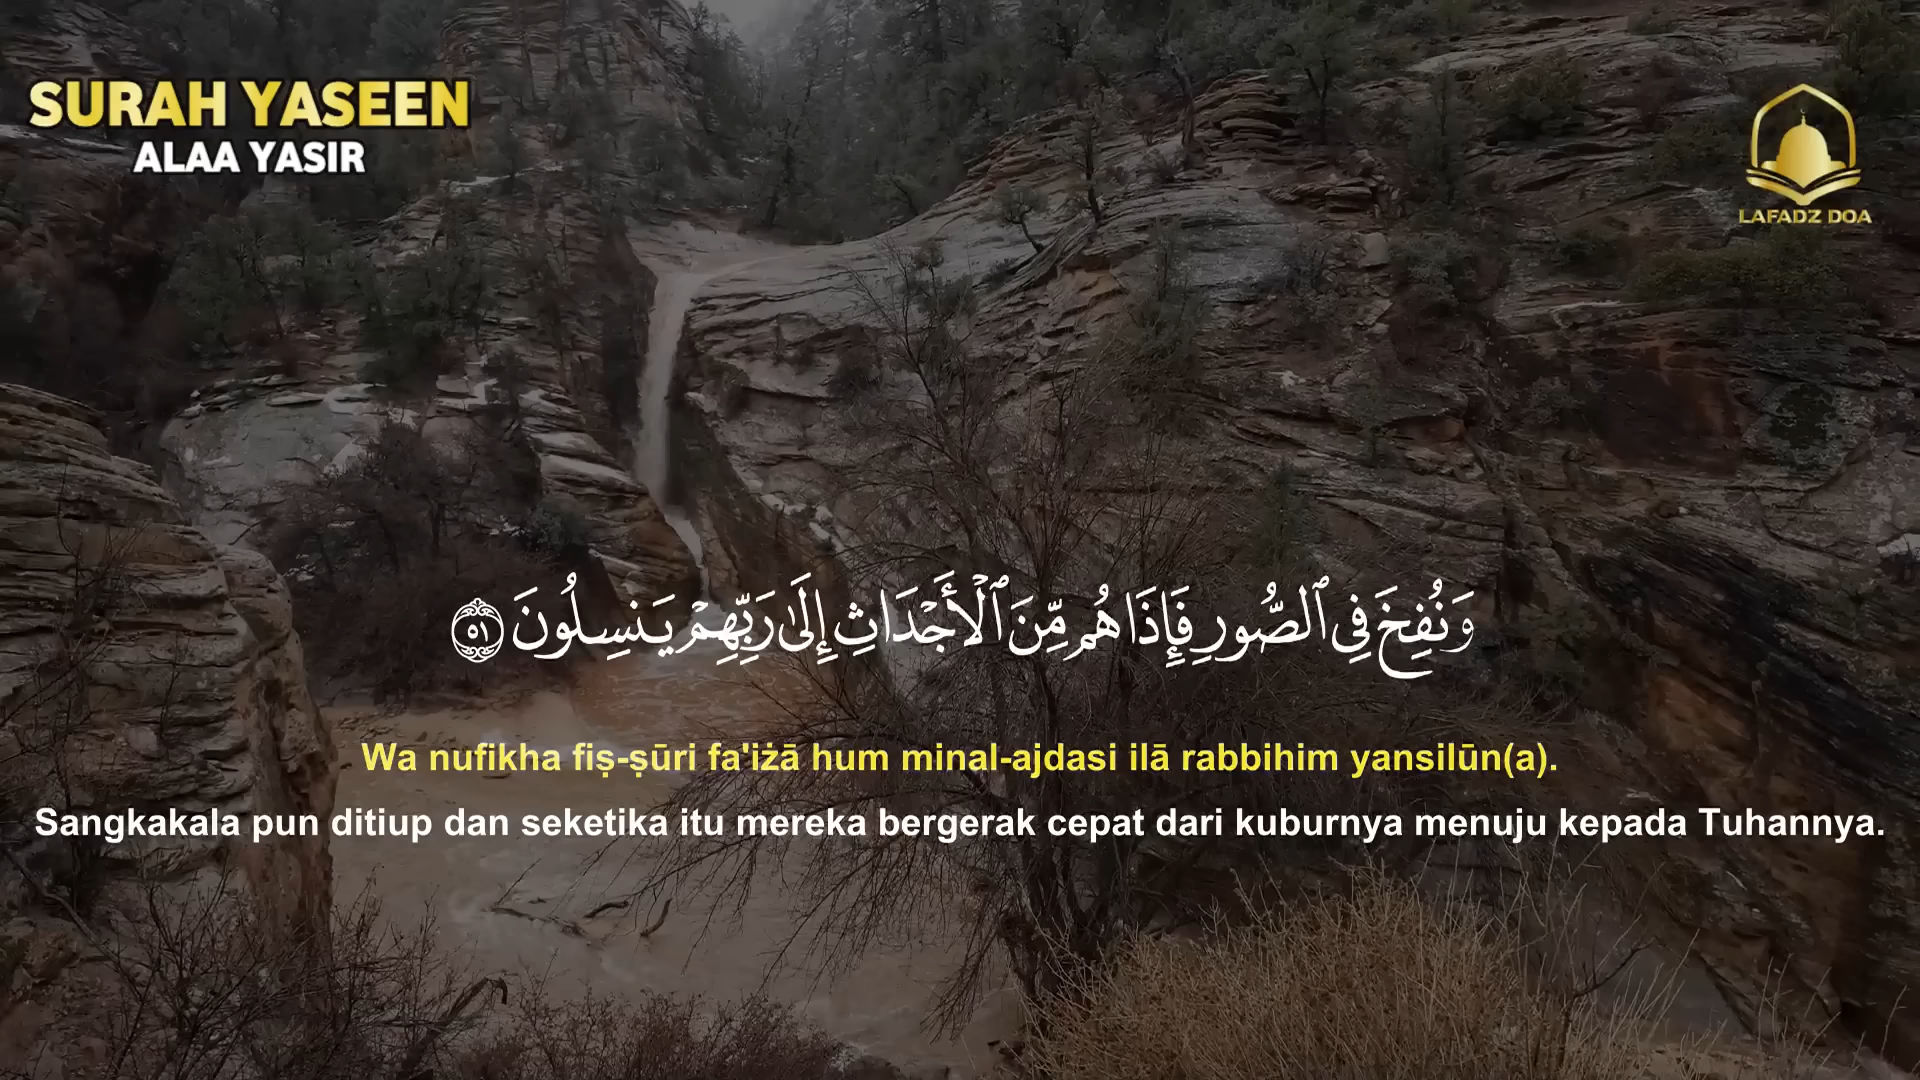 SURAH YASEEN
ALAA YASIR
LAFADZ DOA
وَنُفِخَ فِي ٱلصُّورِ فَإِذَا هُم مِّنَ ٱلْأَجْدَاثِ إِلَىٰ رَبِّهِمْ يَنسِلُونَ ٥١
Wa nufikha fiṣ-ṣūri fa'iżā hum minal-ajdasi ilā rabbihim yansilūn(a).
Sangkakala pun ditiup dan seketika itu mereka bergerak cepat dari kuburnya menuju kepada Tuhannya.